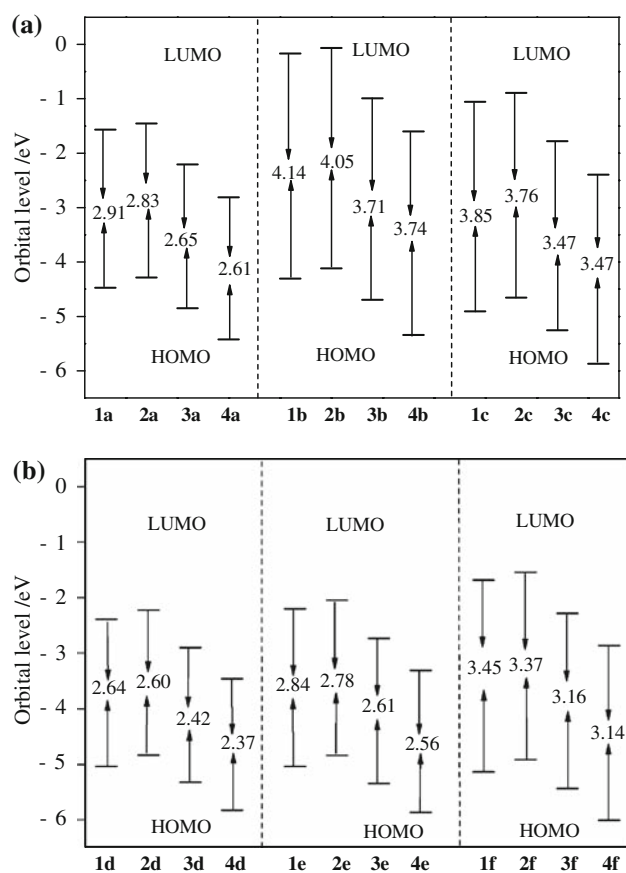 (a)
0
- 1
- 2
- 3
- 4
- 5
- 6
Orbital level /eV
LUMO LUMO LUMO
2.91 2.83 2.65 2.61 4.14 4.05 3.71 3.74 3.85 3.76 3.47 3.47
HOMO HOMO HOMO
1a 2a 3a 4a 1b 2b 3b 4b 1c 2c 3c 4c
(b)
0
- 1
- 2
- 3
- 4
- 5
- 6
Orbital level /eV
LUMO LUMO LUMO
2.64 2.60 2.42 2.37 2.84 2.78 2.61 2.56 3.45 3.37 3.16 3.14
HOMO HOMO HOMO
1d 2d 3d 4d 1e 2e 3e 4e 1f 2f 3f 4f